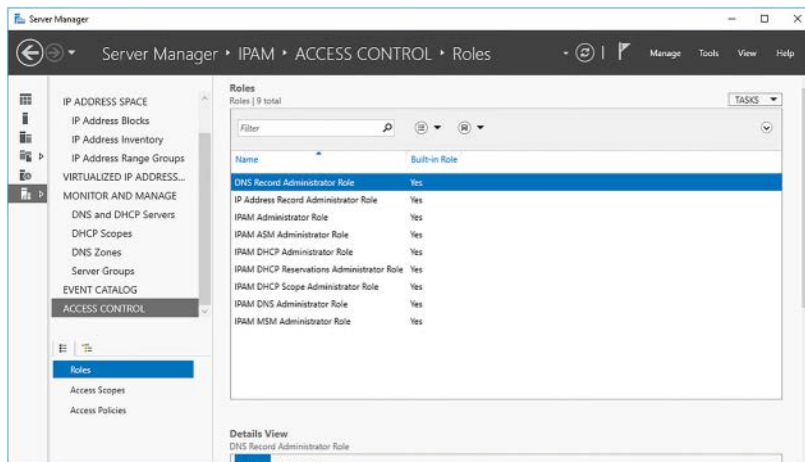 Server Manager
Server Manager ‣ IPAM ‣ ACCESS CONTROL ‣ Roles
Manage Tools View Help
IP ADDRESS SPACE
IP Address Blocks
IP Address Inventory
IP Address Range Groups
VIRTUALIZED IP ADDRESS...
MONITOR AND MANAGE
DNS and DHCP Servers
DHCP Scopes
DNS Zones
Server Groups
EVENT CATALOG
ACCESS CONTROL
Roles
Access Scopes
Access Policies
Roles
Roles | 9 total
TASKS
Filter
Name Built-in Role
DNS Record Administrator Role Yes
IP Address Record Administrator Role Yes
IPAM Administrator Role Yes
IPAM ASM Administrator Role Yes
IPAM DHCP Administrator Role Yes
IPAM DHCP Reservations Administrator Role Yes
IPAM DHCP Scope Administrator Role Yes
IPAM DNS Administrator Role Yes
IPAM MSM Administrator Role Yes
Details View
DNS Record Administrator Role